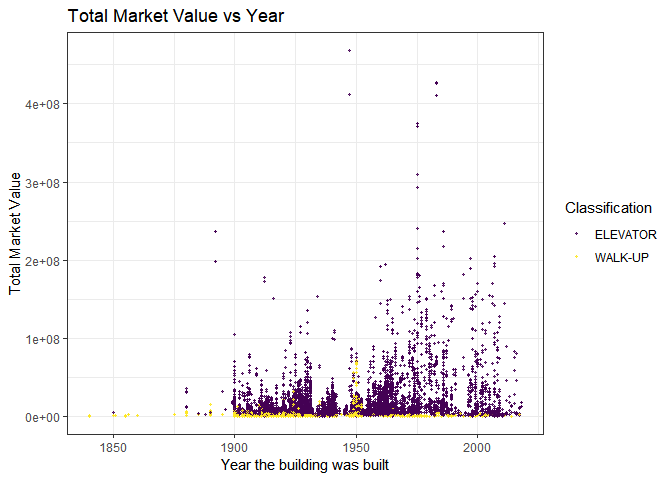 Total Market Value vs Year
Total Market Value
4e+08
3e+08
2e+08
1e+08
0e+00
1850
1900
1950
2000
Year the building was built
Classification
ELEVATOR
WALK-UP